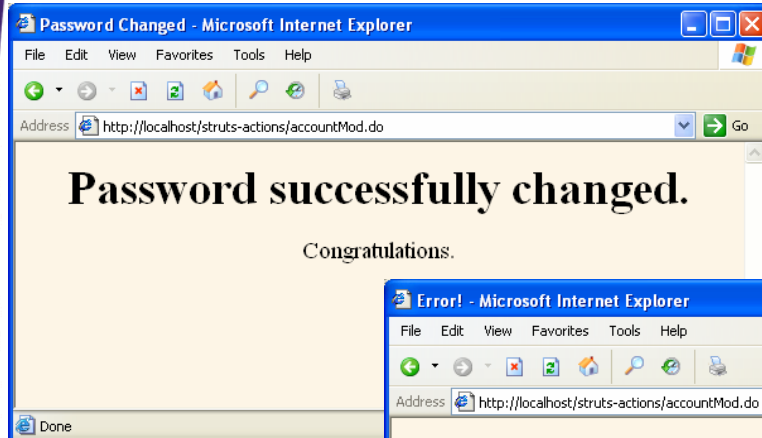 Password Changed - Microsoft Internet Explorer
File Edit View Favorites Tools Help
Address http://localhost/struts-actions/accountMod.do Go
Password successfully changed.
Congratulations.
Error! - Microsoft Internet Explorer
File Edit View Favorites Tools Help
Address http://localhost/struts-actions/accountMod.do
Done